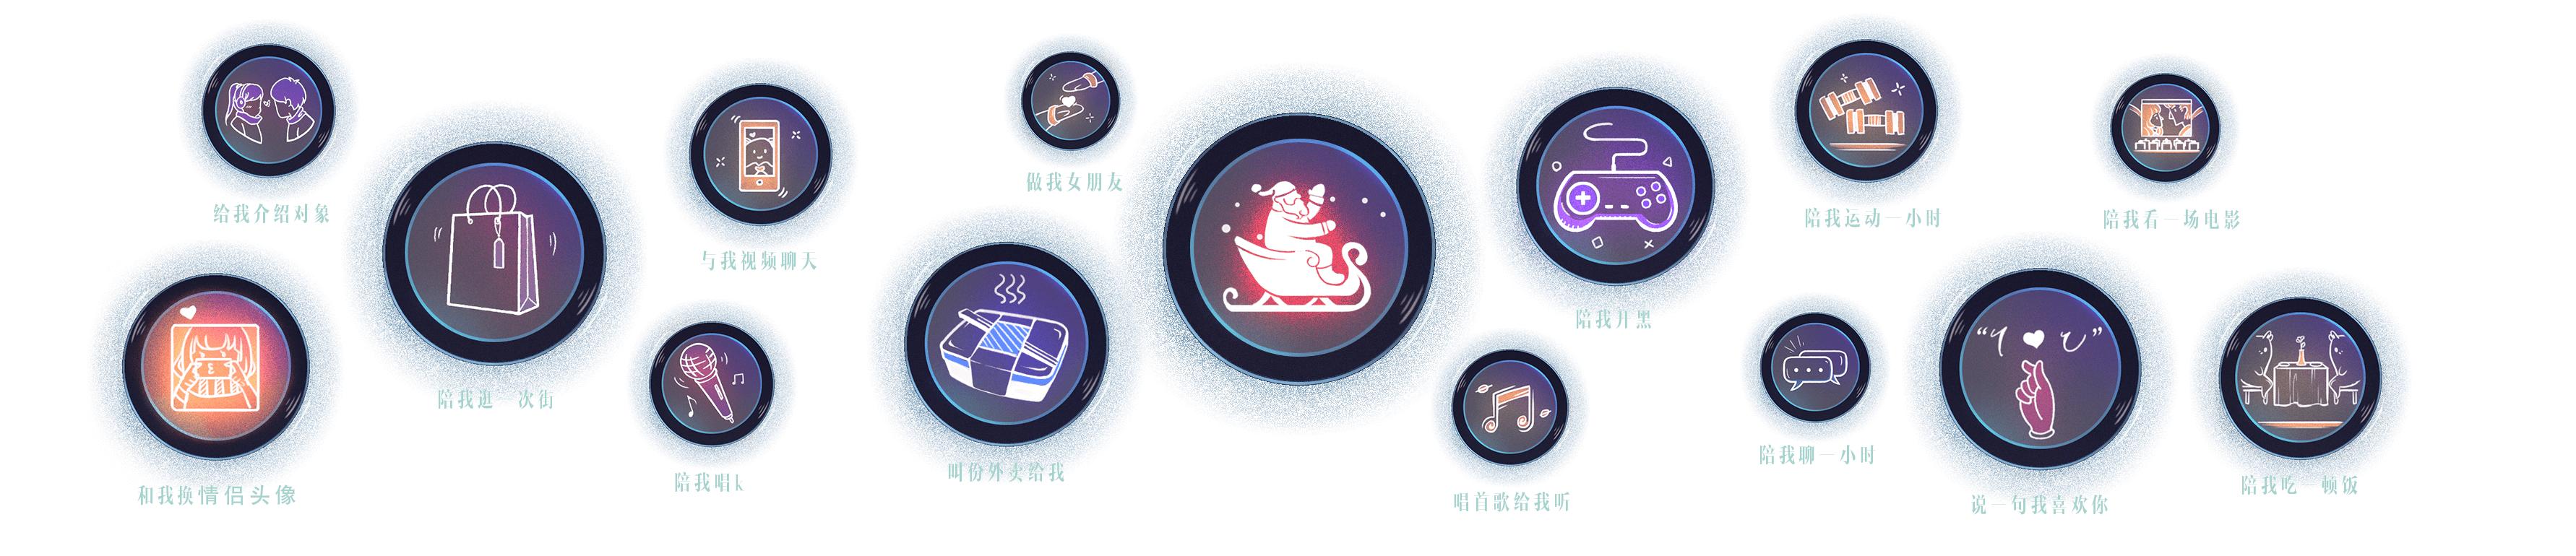 给我介绍对象
和我换情侣头像
陪我逛一次街
与我视频聊天
陪我唱k
做我女朋友
叫份外卖给我
唱首歌给我听
陪我开黑
陪我运动一小时
陪我聊一小时
陪我看一场电影
说一句我喜欢你
陪我吃一顿饭